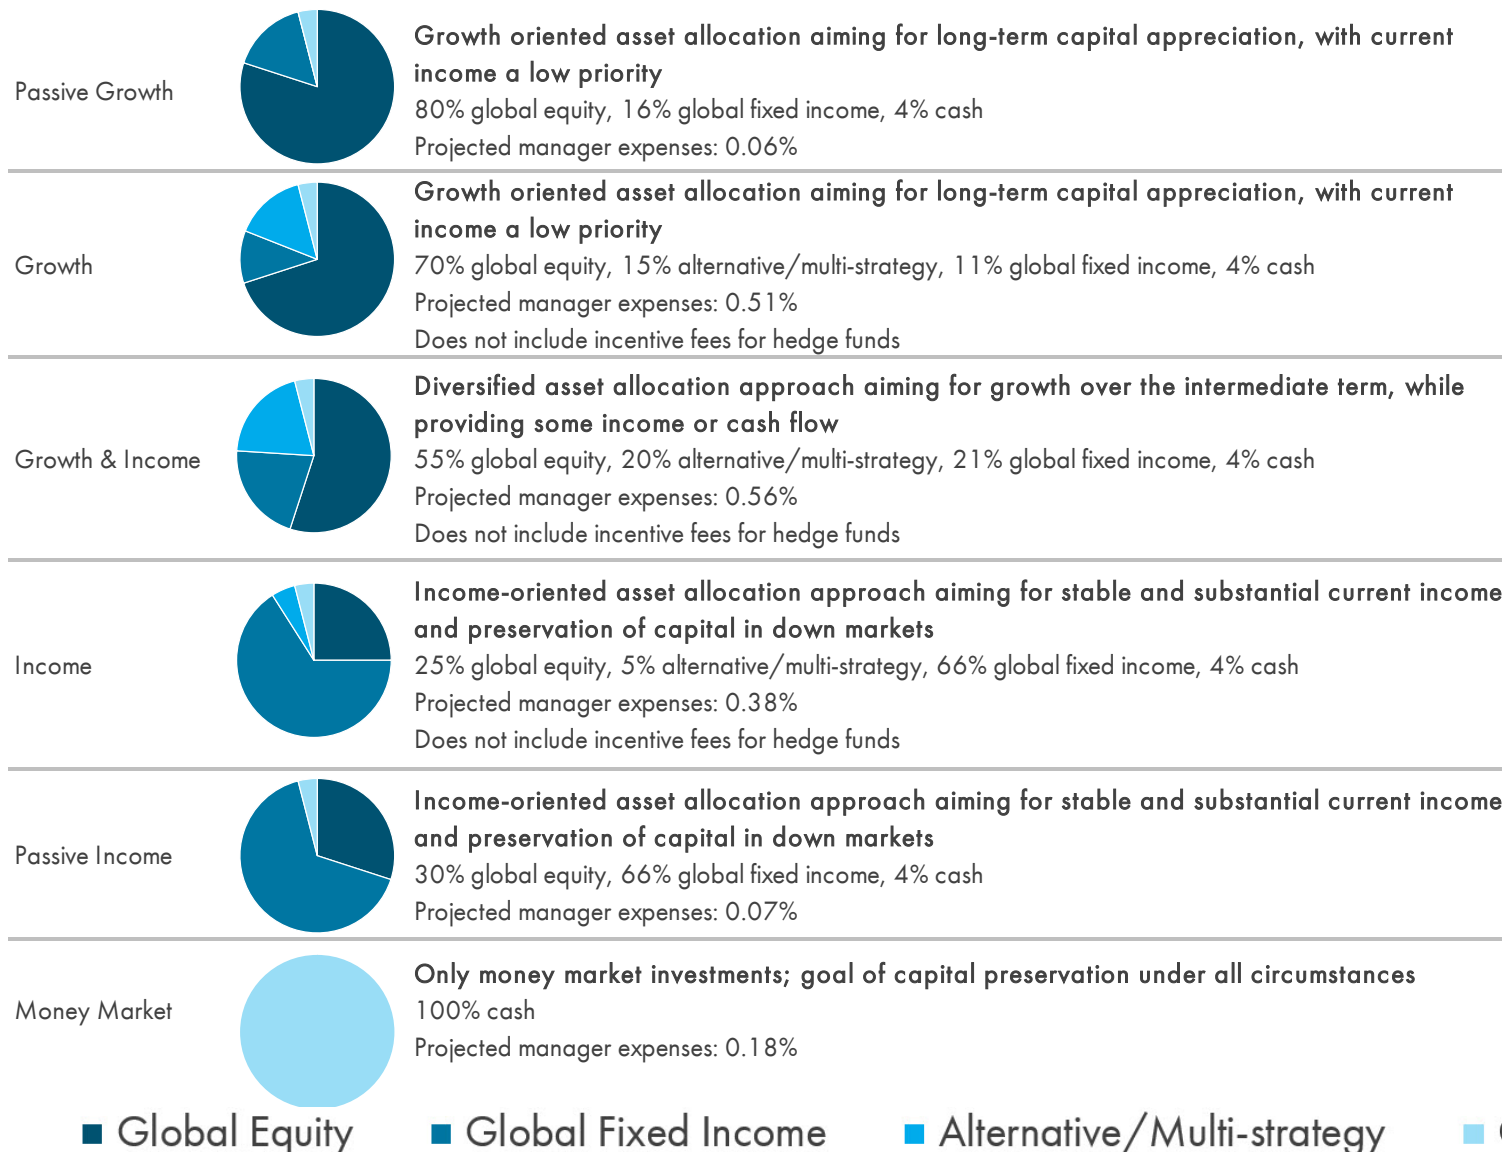 Passive Growth
Growth oriented asset allocation aiming for long-term capital appreciation, with current
income a low priority
80% global equity, 16% global fixed income, 4% cash
Projected manager expenses: 0.06%
Growth
Growth oriented asset allocation aiming for long-term capital appreciation, with current
income a low priority
70% global equity, 15% alternative/multi-strategy, 11% global fixed income, 4% cash
Projected manager expenses: 0.51%
Does not include incentive fees for hedge funds
Growth & Income
Diversified asset allocation approach aiming for growth over the intermediate term, while
providing some income or cash flow
55% global equity, 20% alternative/multi-strategy, 21% global fixed income, 4% cash
Projected manager expenses: 0.56%
Does not include incentive fees for hedge funds
Income
Income-oriented asset allocation approach aiming for stable and substantial current income
and preservation of capital in down markets
25% global equity, 5% alternative/multi-strategy, 66% global fixed income, 4% cash
Projected manager expenses: 0.38%
Does not include incentive fees for hedge funds
Passive Income
Income-oriented asset allocation approach aiming for stable and substantial current income
and preservation of capital in down markets
30% global equity, 66% global fixed income, 4% cash
Projected manager expenses: 0.07%
Money Market
Only money market investments; goal of capital preservation under all circumstances
100% cash
Projected manager expenses: 0.18%
Global Equity Global Fixed Income Alternative/Multi-strategy